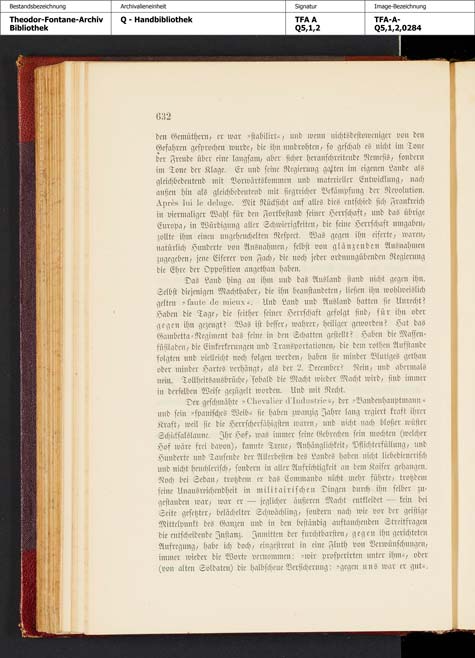 Bestandsbezeichnung
Archivalieneinheit
Signatur
Image-Bezeichnung
Theodor-Fontane-Archiv
Bibliothek
Q - Handbibliothek
TFA A
Q5,1,2
TFA-A-
Q5,1,2,0284
632
den Gemüthern, er war »stabilirt«, und wenn nichtsdestoweniger von den
Gefahren gesprochen wurde, die ihn umdrohten, so geschah es nicht im Tone
der Freude über eine langsam, aber sicher heranschreitende Nemesis, sondern
im Tone der Klage. Er und seine Regierung galten im eigenen Lande als
gleichbedeutend mit Vorwärtskommen und materieller Entwicklung, nach
außen hin als gleichbedeutend mit siegreicher Bekämpfung der Revolution.
Après lui le deluge. Mit Rücksicht auf alles dies entschied sich Frankreich
in viermaliger Wahl für den Fortbestand seiner Herrschaft, und das übrige
Europa, in Würdigung aller Schwierigkeiten, die seine Herrschaft umgaben,
zollte ihm einen ungeheuchelten Respect. Was gegen ihn eiferte, waren,
natürlich Hunderte von Ausnahmen, selbst von glänzenden Ausnahmen
zugegeben, jene Eiferer von Fach, die noch jeder ordnungübenden Regierung
die Ehre der Opposition angethan haben.
Das Land hing an ihm und das Ausland stand nicht gegen ihn.
Selbst diejenigen Machthaber, die ihn beanstandeten, ließen ihn wohlweislich
gelten »faute de mieux«. Und Land und Ausland hatten sie Unrecht?
Haben die Tage, die seither seiner Herrschaft gefolgt sind, für ihn oder
gegen ihn gezeugt? Was ist besser, wahrer, heiliger geworden? Hat das
Gambetta-Regiment das seine in den Schatten gestellt? Haben die Massen-
füsilladen, die Einkerkerungen und Transportationen, die dem rothen Aufstande
folgten und vielleicht noch folgen werden, haben sie minder Blutiges gethan
oder minder Hartes verhängt, als der 2. December? Nein, und abermals
nein. Tollheitsausbrüche, sobald die Macht wieder Macht wird, sind immer
in derselben Weise gezügelt worden. Und mit Recht.
Der geschmähte »Chevalier d'Industrie«, der »Bandenhauptmann«
und sein »spanisches Weib« sie haben zwanzig Jahre lang regiert kraft ihrer
Kraft, weil sie die Herrschfähigsten waren, und nicht nach bloßer wüster
Schicksalslaune. Ihr Hof, was immer seine Gebrechen sein mochten (welcher
Hof wäre frei davon), kannte Treue, Anhänglichkeit, Pflichterfüllung, und
Hunderte und Tausende der Allerbesten des Landes haben nicht liebedienerisch
und nicht heuchlerisch, sondern in aller Aufrichtigkeit an dem Kaiser gehangen.
Noch bei Sedan, trotzdem er das Commando nicht mehr führte, trotzdem
seine Unausreichendheit in militairischen Dingen durch ihn selber zu-
gestanden war, war er — jeglicher äußeren Macht entkleidet — kein bei
Seite gesetzter, belächelter Schwächling, sondern nach wie vor der geistige
Mittelpunkt des Ganzen und in den beständig auftauchenden Streitfragen
die entscheidende Instanz. Inmitten der furchtbarsten, gegen ihn gerichteten
Aufregung, habe ich doch, eingestreut in eine Fluth von Verwünschungen,
immer wieder die Worte vernommen: »wir prosperirten unter ihm«, oder
(von alten Soldaten) die halbscheue Versicherung: »gegen uns war er gut«.